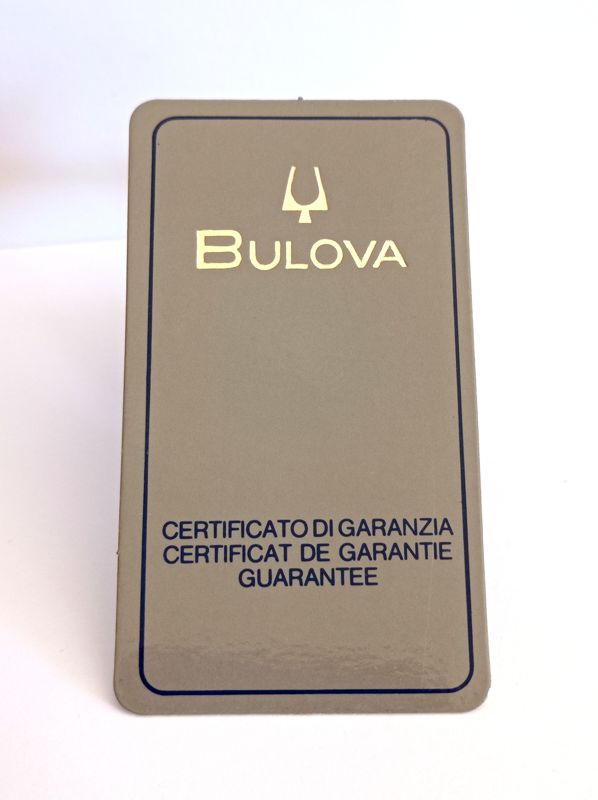 BULOVA
CERTIFICATO DI GARANZIA
CERTIFICAT DE GARANTIE
GUARANTEE